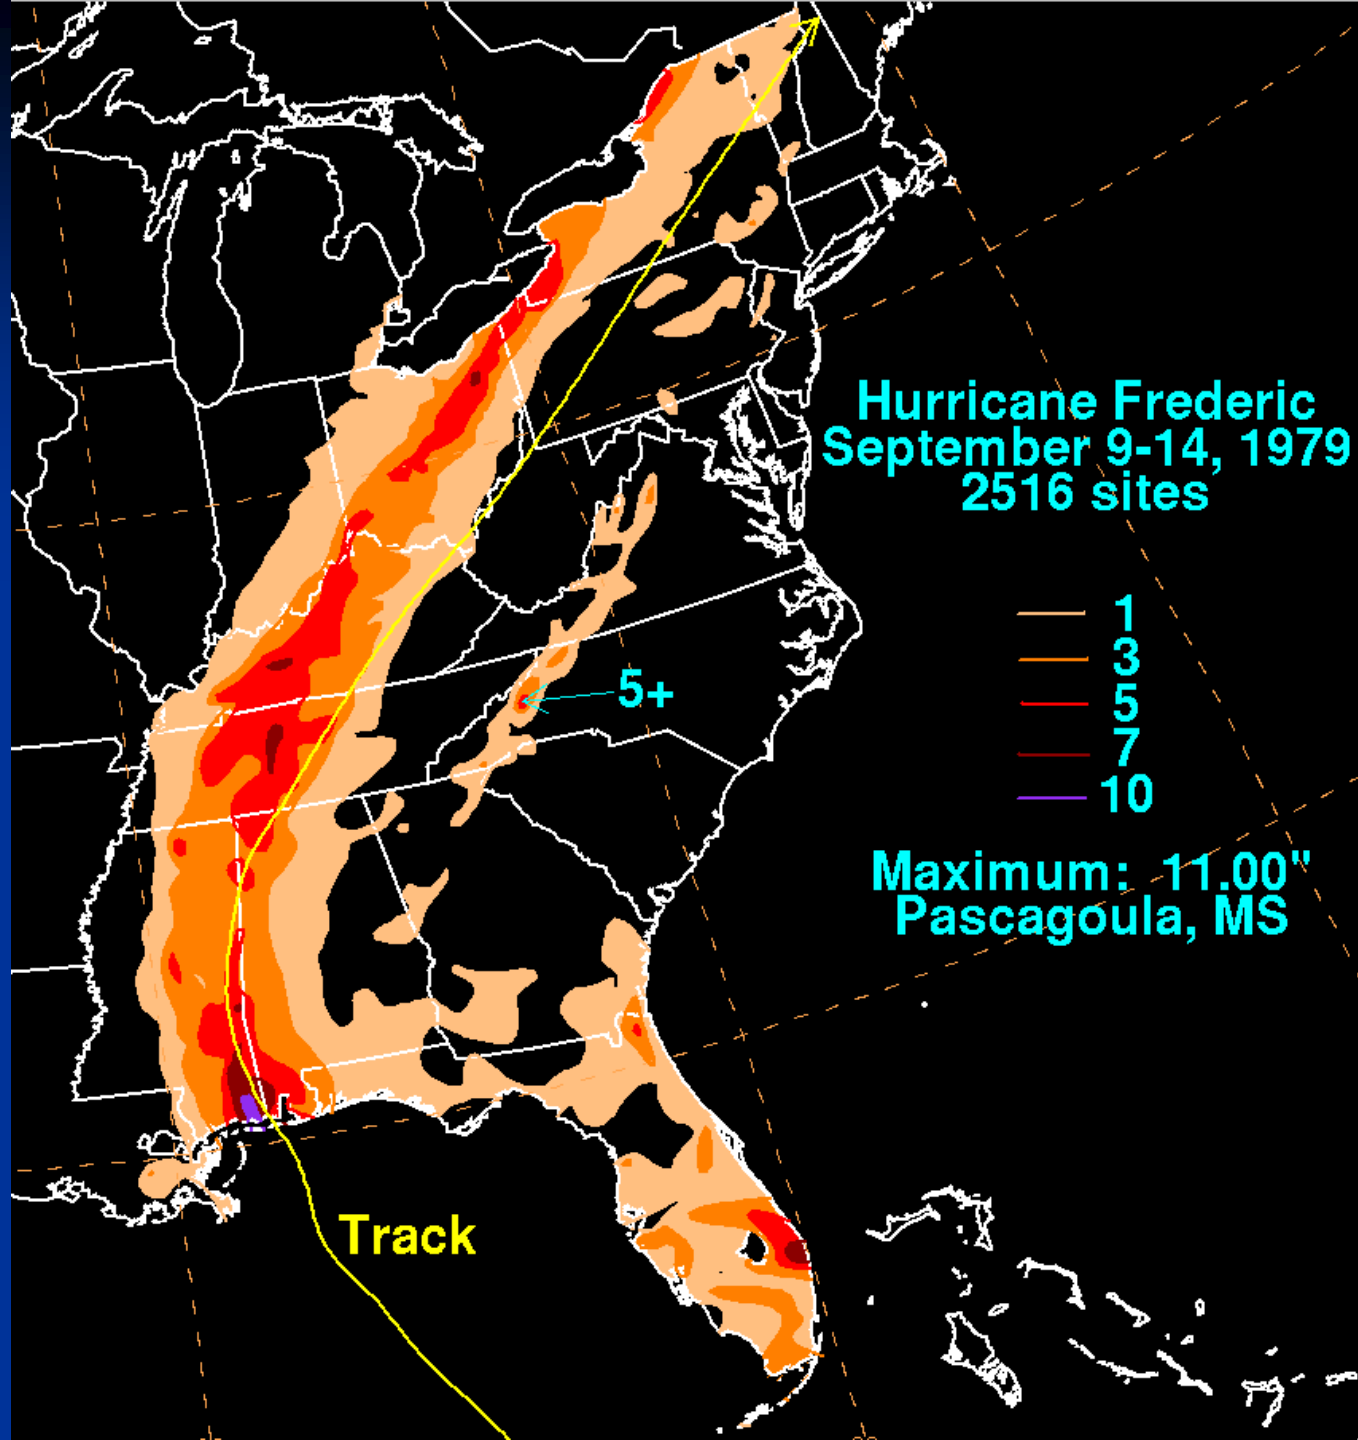 Hurricane Frederic
September 9-14, 1979
2516 sites
1
3
5+
5
7
10
Maximum: 11.00"
Pascagoula, MS
Track